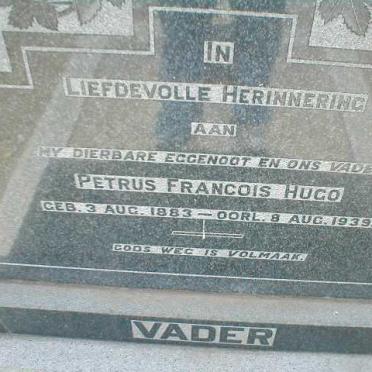 IN
LIEFDEVOLLE HERINNERING
AAN
MY DIERBARE EGGENOOT EN ONS VADER
PETRUS FRANCOIS HUGO
GEB. 3 AUG. 1883 — OORL. 8 AUG. 1939
GODS WEG IS VOLMAAK.
VADER